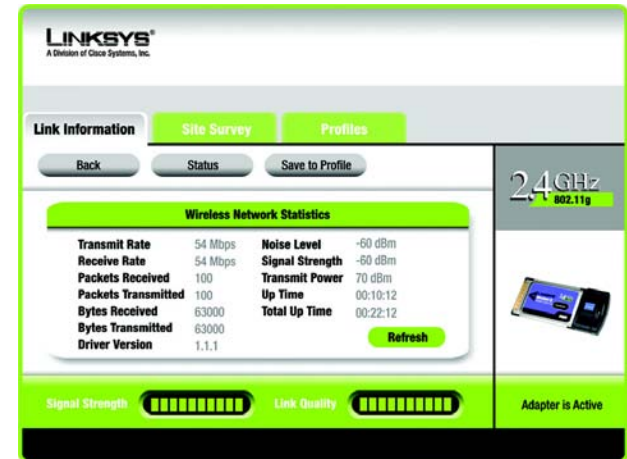 LINKSYS®
A Division of Cisco Systems, Inc.
Link Information Site Survey Profiles
Back Status Save to Profile
2.4GHz
802.11g
Wireless Network Statistics
Transmit Rate 54 Mbps Noise Level -60 dBm
Receive Rate 54 Mbps Signal Strength -60 dBm
Packets Received 100 Transmit Power 70 dBm
Packets Transmitted 100 Up Time 00:10:12
Bytes Received 63000 Total Up Time 00:22:12
Bytes Transmitted 63000
Driver Version 1.1.1
Refresh
Signal Strength Link Quality Adapter is Active